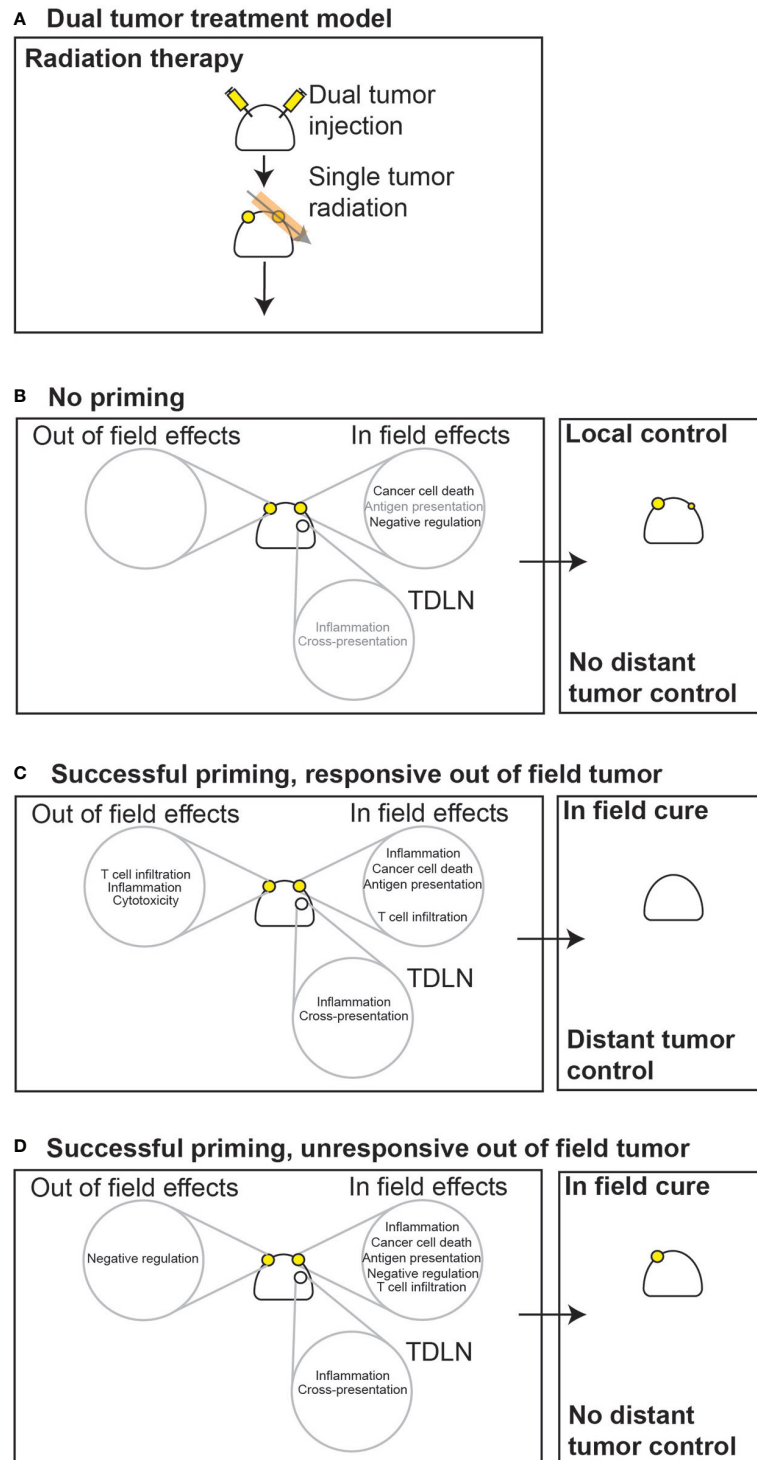 A Dual tumor treatment model
Radiation therapy
Dual tumor
injection
Single tumor
radiation
B No priming
Out of field effects
In field effects
Cancer cell death
Antigen presentation
Negative regulation
TDLN
Inflammation
Cross-presentation
Local control
No distant
tumor control
C Successful priming, responsive out of field tumor
Out of field effects
In field effects
T cell infiltration
Inflammation
Cytotoxicity
Inflammation
Cancer cell death
Antigen presentation
T cell infiltration
TDLN
Inflammation
Cross-presentation
In field cure
Distant tumor
control
D Successful priming, unresponsive out of field tumor
Out of field effects
In field effects
Negative regulation
Inflammation
Cancer cell death
Antigen presentation
Negative regulation
T cell infiltration
TDLN
Inflammation
Cross-presentation
In field cure
No distant
tumor control